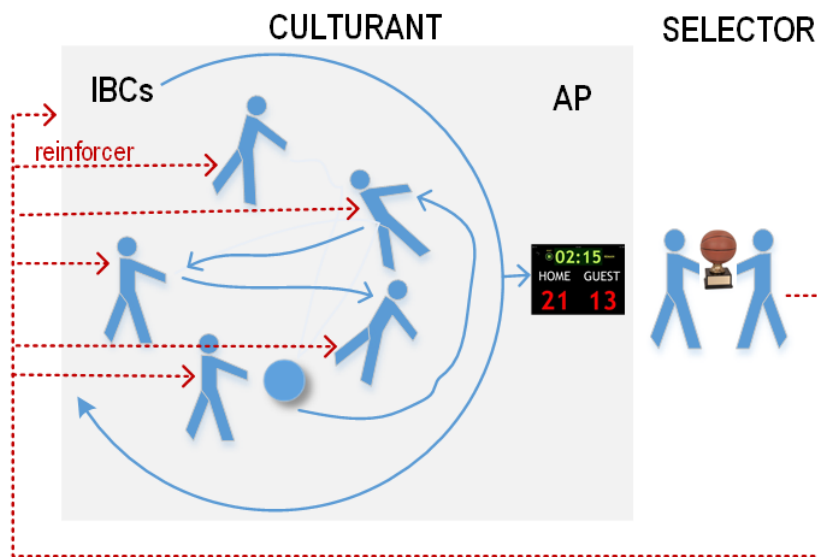 CULTURANT
SELECTOR
IBCs
AP
reinforcer
02:15
HOME GUEST
21 13